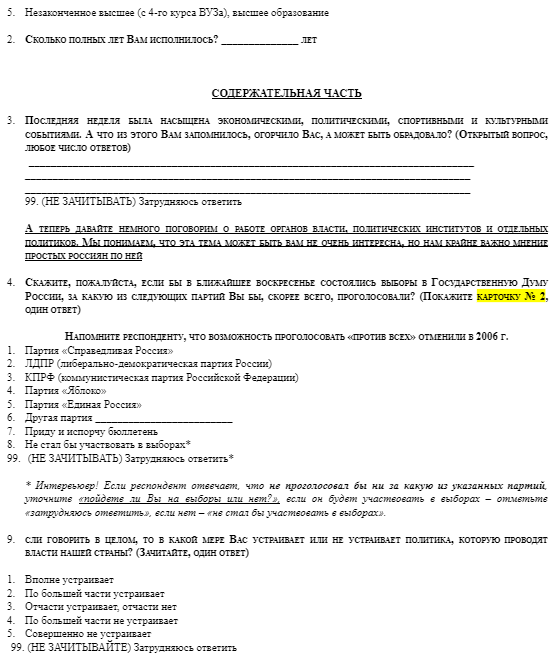 5. Незаконченное высшее (с 4-го курса ВУЗа), высшее образование
2. Сколько полных лет Вам исполнилось? ______________ лет
СОДЕРЖАТЕЛЬНАЯ ЧАСТЬ
3. Последняя неделя была насыщена экономическими, политическими, спортивными и культурными
событиями. А что из этого Вам запомнилось, огорчило Вас, а может быть обрадовало? (Открытый вопрос,
любое число ответов)
99. (НЕ ЗАЧИТЫВАТЬ) Затрудняюсь ответить
А теперь давайте немного поговорим о работе органов власти, политических институтов и отдельных
политиков. Мы понимаем, что эта тема может быть вам не очень интересна, но нам крайне важно мнение
простых россиян по ней
4. Скажите, пожалуйста, если бы в ближайшее воскресенье состоялись выборы в Государственную Думу
России, за какую из следующих партий Вы бы, скорее всего, проголосовали? (Покажите карточку № 2,
один ответ)
Напомните респонденту, что возможность проголосовать «против всех» отменили в 2006 г.
1. Партия «Справедливая Россия»
2. ЛДПР (либерально-демократическая партия России)
3. КПРФ (коммунистическая партия Российской Федерации)
4. Партия «Яблоко»
5. Партия «Единая Россия»
6. Другая партия _________________________
7. Приду и испорчу бюллетень
8. Не стал бы участвовать в выборах*
99. (НЕ ЗАЧИТЫВАТЬ) Затрудняюсь ответить*
* Интервьюер! Если респондент отвечает, что не проголосовал бы ни за какую из указанных партий,
уточните «пойдете ли Вы на выборы или нет?», если он будет участвовать в выборах – отметьте
«затрудняюсь ответить», если нет – «не стал бы участвовать в выборах».
9. сли говорить в целом, то в какой мере Вас устраивает или не устраивает политика, которую проводят
власти нашей страны? (Зачитайте, один ответ)
1. Вполне устраивает
2. По большей части устраивает
3. Отчасти устраивает, отчасти нет
4. По большей части не устраивает
5. Совершенно не устраивает
99. (НЕ ЗАЧИТЫВАЙТЕ) Затрудняюсь ответить